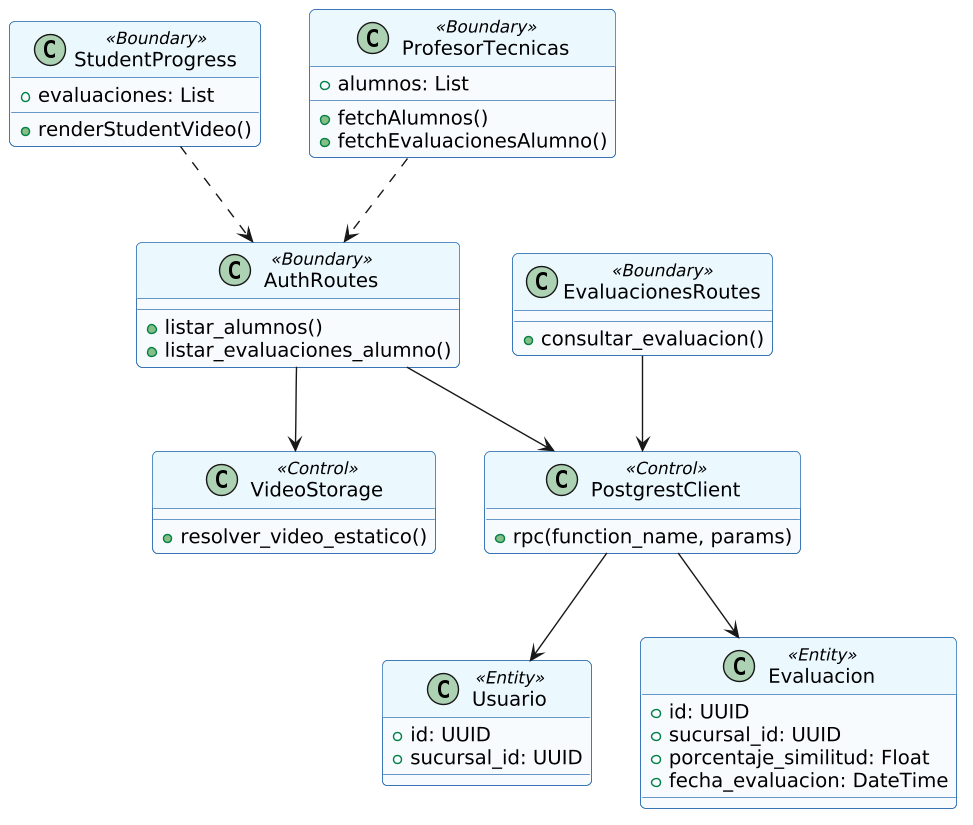 C
«Boundary»
StudentProgress
evaluaciones: List
renderStudentVideo()
C
«Boundary»
ProfesorTecnicas
alumnos: List
fetchAlumnos()
fetchEvaluacionesAlumno()
C
«Boundary»
AuthRoutes
listar_alumnos()
listar_evaluaciones_alumno()
C
«Boundary»
EvaluacionesRoutes
consultar_evaluacion()
C
«Control»
VideoStorage
resolver_video_estatico()
C
«Control»
PostgrestClient
rpc(function_name, params)
C
«Entity»
Usuario
id: UUID
sucursal_id: UUID
C
«Entity»
Evaluacion
id: UUID
sucursal_id: UUID
porcentaje_similitud: Float
fecha_evaluacion: DateTime